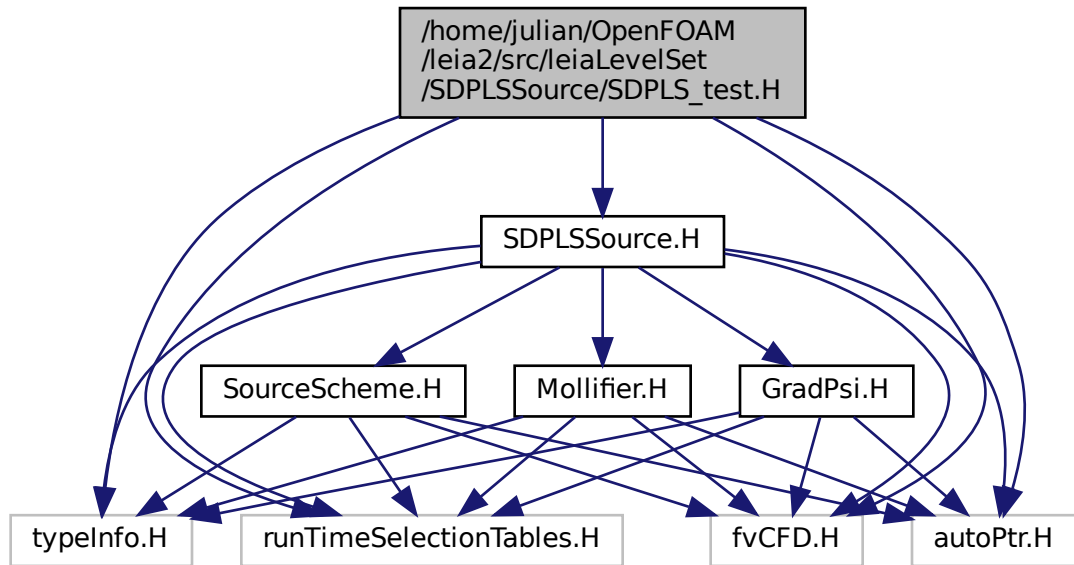 /home/julian/OpenFOAM
/leia2/src/leiaLevelSet
/SDPLSSource/SDPLS_test.H
SDPLSSource.H
SourceScheme.H
Mollifier.H
GradPsi.H
typeInfo.H
runTimeSelectionTables.H
fvCFD.H
autoPtr.H